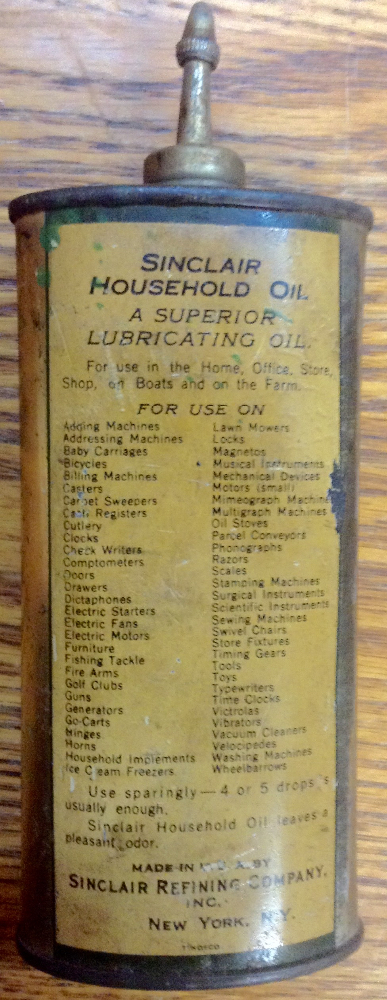 SINCLAIR
HOUSEHOLD OIL
A SUPERIOR
LUBRICATING OIL.
For use in the Home, Office, Store,
Shop, on Boats and on the Farm.
FOR USE ON
Adding Machines
Addressing Machines
Baby Carriages
Bicycles
Billing Machines
Casters
Carpet Sweepers
Cash Registers
Cutlery
Clocks
Check Writers
Comptometers
Doors
Drawers
Dictaphones
Electric Starters
Electric Fans
Electric Motors
Furniture
Fishing Tackle
Fire Arms
Golf Clubs
Guns
Generators
Go-Carts
Hinges
Horns
Household Implements
Ice Cream Freezers
Lawn Mowers
Locks
Magnetos
Musical Instruments
Mechanical Devices
Motors (small)
Mimeograph Machines
Multigraph Machines
Oil Stoves
Parcel Conveyors
Phonographs
Razors
Scales
Stamping Machines
Surgical Instruments
Scientific Instruments
Sewing Machines
Swivel Chairs
Store Fixtures
Timing Gears
Tools
Toys
Typewriters
Time Clocks
Victrolas
Vibrators
Vacuum Cleaners
Velocipedes
Washing Machines
Wheelbarrows
Use sparingly—4 or 5 drops is
usually enough.
Sinclair Household Oil leaves a
pleasant odor.
MADE IN U.S.A. BY
SINCLAIR REFINING COMPANY,
INC.
NEW YORK, N.Y.